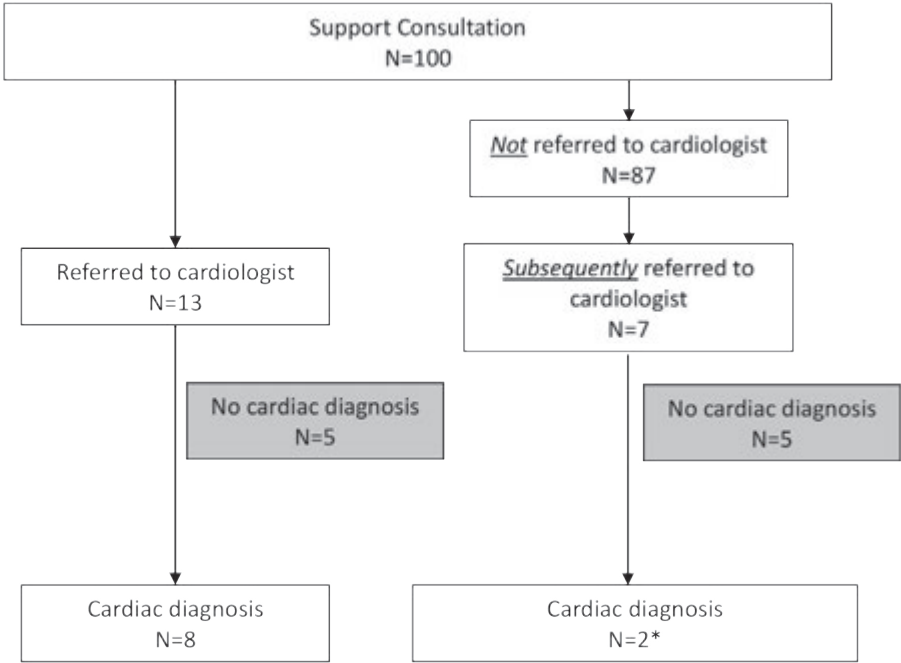 Support Consultation
N=100
Not referred to cardiologist
N=87
Referred to cardiologist
N=13
Subsequently referred to
cardiologist
N=7
No cardiac diagnosis
N=5
No cardiac diagnosis
N=5
Cardiac diagnosis
N=8
Cardiac diagnosis
N=2*